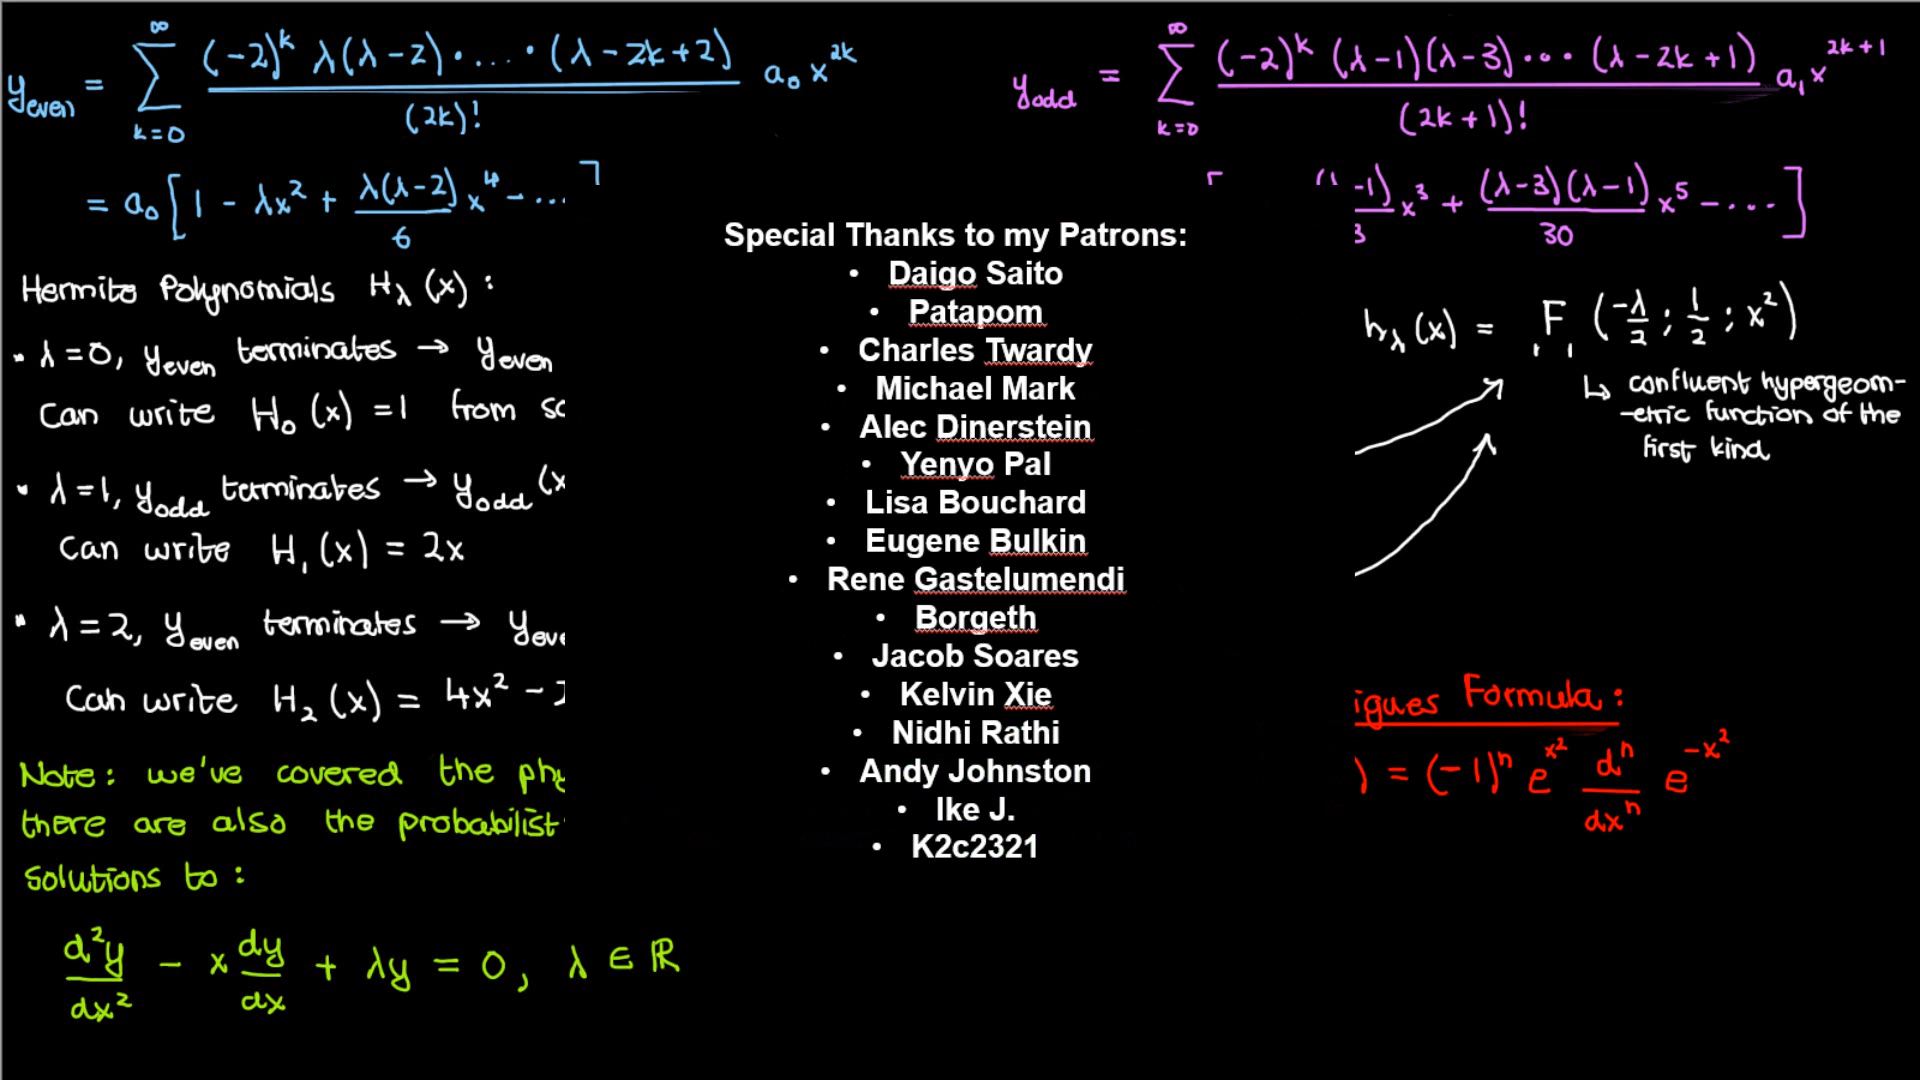 y_even = ∑_{k=0}^{∞} (-2)^k λ(λ-2)·...·(λ-2k+2) / (2k)! a₀x^{2k}
= a₀[1 - λx² + λ(λ-2)/6 x⁴ - ...]
y_odd = ∑_{k=0}^{∞} (-2)^k (λ-1)(λ-3)···(λ-2k+1) / (2k+1)! a₁x^{2k+1}
-1)/3 x³ + (λ-3)(λ-1)/30 x⁵ - ...]
Hermite Polynomials H_λ(x):
· λ=0, y_even terminates → y_even
Can write H₀(x) = 1 from
· λ=1, y_odd terminates → y_odd (x
Can write H₁(x) = 2x
· λ=2, y_even terminates → y_eve
Can write H₂(x) = 4x² -
Note: we've covered the phy
there are also the probabilist
solutions to:
d²y/dx² - x dy/dx + λy = 0, λ ∈ ℝ
Special Thanks to my Patrons:
• Daigo Saito
• Patapom
• Charles Twardy
• Michael Mark
• Alec Dinerstein
• Yenyo Pal
• Lisa Bouchard
• Eugene Bulkin
• Rene Gastelumendi
• Borgeth
• Jacob Soares
• Kelvin Xie
• Nidhi Rathi
• Andy Johnston
• Ike J.
• K2c2321
h_λ(x) = ₁F₁(-λ/2; 1/2; x²)
↳ confluent hypergeom-
-etric function of the
first kind
igues Formula:
) = (-1)ⁿ e^{x²} dⁿ/dxⁿ e^{-x²}